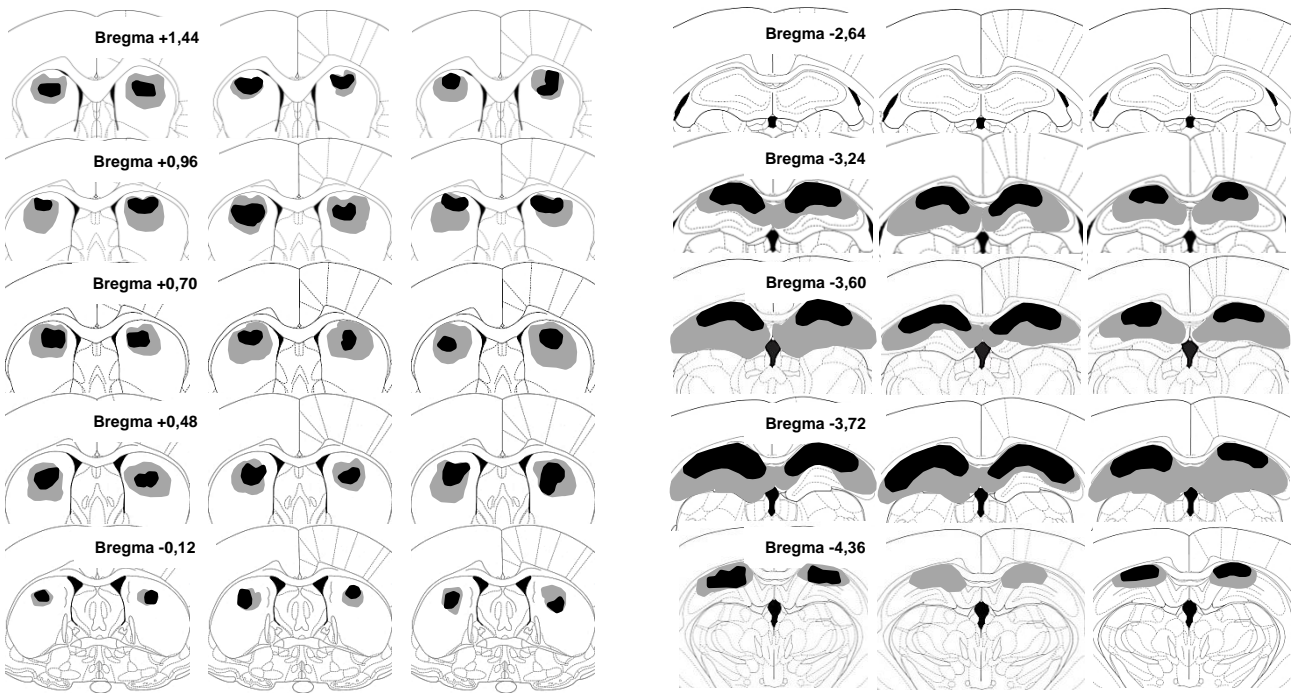 Bregma +1,44
Bregma +0,96
Bregma +0,70
Bregma +0,48
Bregma -0,12
Bregma -2,64
Bregma -3,24
Bregma -3,60
Bregma -3,72
Bregma -4,36